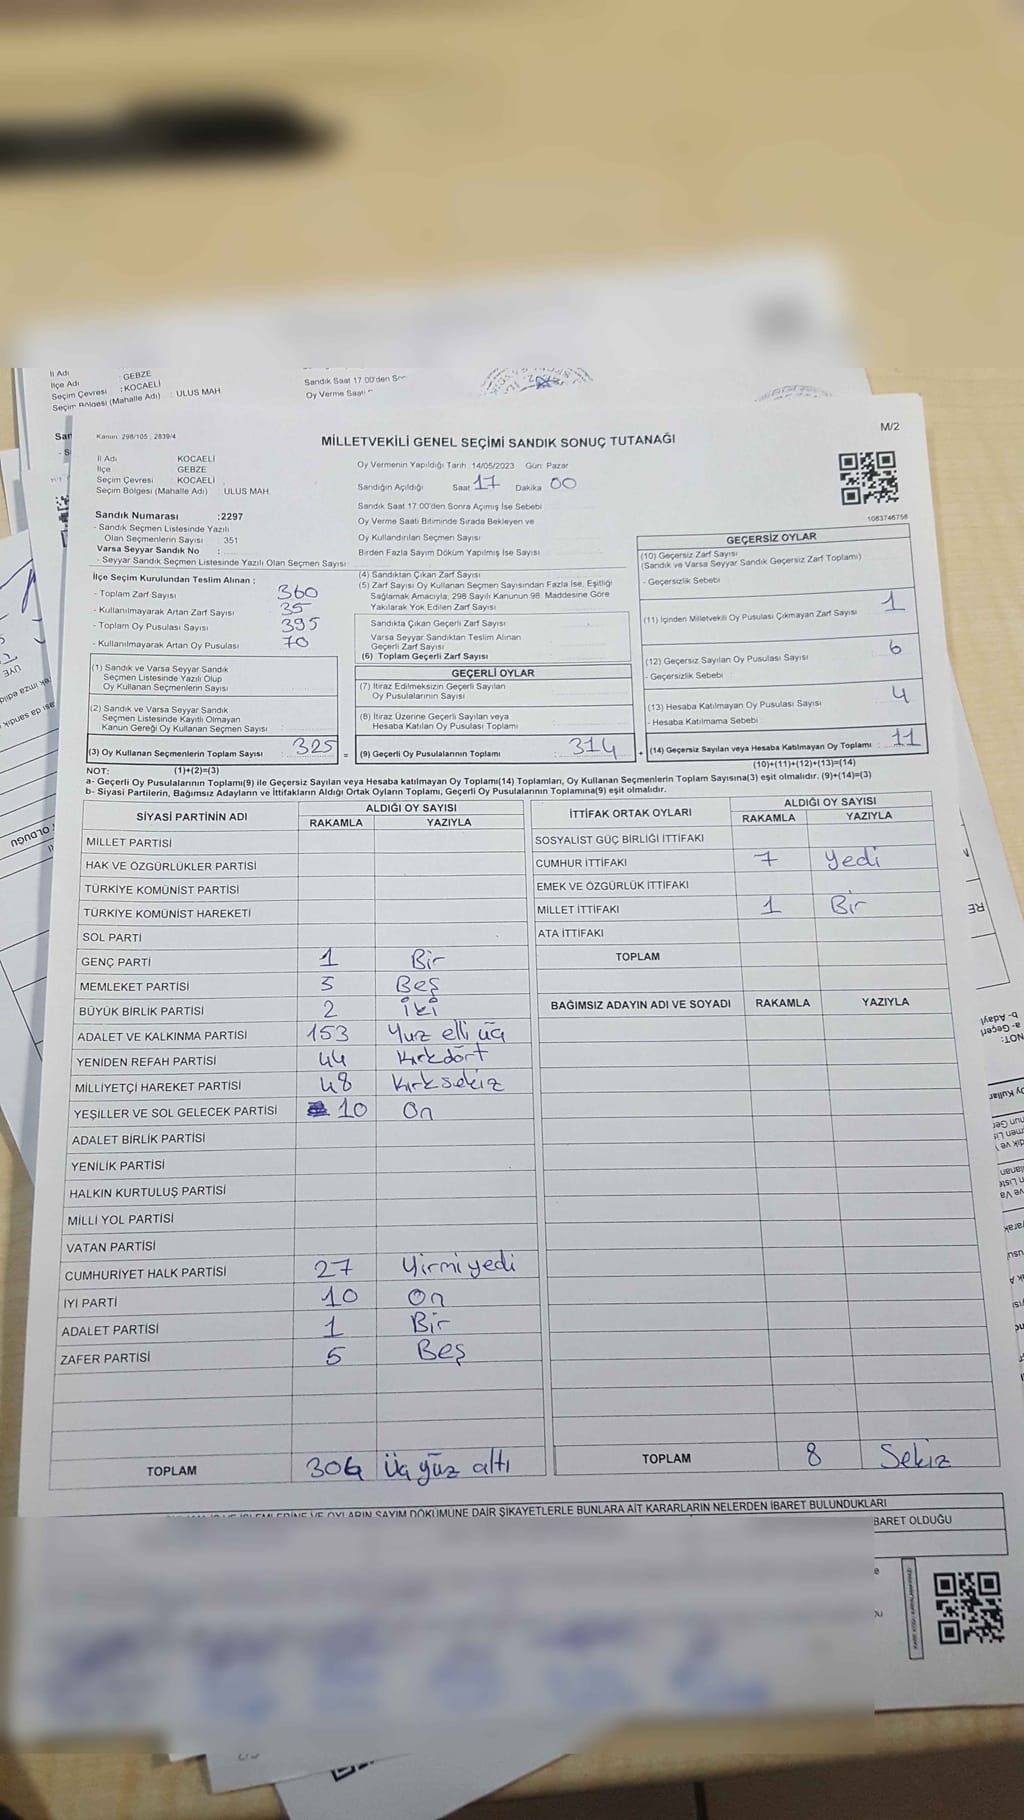 İl Adı
İlçe Adı : GEBZE
Seçim Çevresi : KOCAELİ
Seçim Bölgesi (Mahalle Adı) : ULUS MAH
Sandık Saat 17:00'den
Oy Verme Saati
M/2
Kanun: 298/105 , 2839/4
MİLLETVEKİLİ GENEL SEÇİMİ SANDIK SONUÇ TUTANAĞI
İl Adı KOCAELİ
İlçe GEBZE
Seçim Çevresi KOCAELİ
Seçim Bölgesi (Mahalle Adı) : ULUS MAH
Oy Vermenin Yapıldığı Tarih :14/05/2023 Gün: Pazar
Sandığın Açıldığı Saat 17 Dakika 00
Sandık Saat 17:00'den Sonra Açımış İse Sebebi
Oy Verme Saati Bitiminde Sırada Bekleyen ve
Oy Kullandırılan Seçmen Sayısı
Birden Fazla Sayım Döküm Yapılmış İse Sayısı
1083746758
Sandık Numarası :2297
- Sandık Seçmen Listesinde Yazılı
Olan Seçmenlerin Sayısı : 351
Varsa Seyyar Sandık No :
- Seyyar Sandık Seçmen Listesinde Yazılı Olan Seçmen Sayısı
İlçe Seçim Kurulundan Teslim Alınan :
- Toplam Zarf Sayısı 360
- Kullanılmayarak Artan Zarf Sayısı 35
- Toplam Oy Pusulası Sayısı 395
- Kullanılmayarak Artan Oy Pusulası 70
(4) Sandıktan Çıkan Zarf Sayısı
(5) Zarf Sayısı Oy Kullanan Seçmen Sayısından Fazla İse, Eşitliği
Sağlamak Amacıyla, 298 Sayılı Kanunun 98. Maddesine Göre
Yakılarak Yok Edilen Zarf Sayısı
Sandıkta Çıkan Geçerli Zarf Sayısı
Varsa Seyyar Sandıktan Teslim Alınan
Geçerli Zarf Sayısı
(6) Toplam Geçerli Zarf Sayısı
GEÇERSİZ OYLAR
(10) Geçersiz Zarf Sayısı
(Sandık ve Varsa Seyyar Sandık Geçersiz Zarf Toplamı)
- Geçersizlik Sebebi
(11) İçinden Milletvekili Oy Pusulası Çıkmayan Zarf Sayısı 1
(12) Geçersiz Sayılan Oy Pusulası Sayısı 6
- Geçersizlik Sebebi
(13) Hesaba Katılmayan Oy Pusulası Sayısı 4
- Hesaba Katılmama Sebebi
(14) Geçersiz Sayılan veya Hesaba Katılmayan Oy Toplamı : 11
(10)+(11)+(12)+(13)=(14)
(1) Sandık ve Varsa Seyyar Sandık
Seçmen Listesinde Yazılı Olup
Oy Kullanan Seçmenlerin Sayısı
(2) Sandık ve Varsa Seyyar Sandık
Seçmen Listesinde Kayıtlı Olmayan
Kanun Gereği Oy Kullanan Seçmen Sayısı
(3) Oy Kullanan Seçmenlerin Toplam Sayısı : 325 =
(1)+(2)=(3)
GEÇERLİ OYLAR
(7) İtiraz Edilmeksizin Geçerli Sayılan
Oy Pusulalarının Sayısı
(8) İtiraz Üzerine Geçerli Sayılan veya
Hesaba Katılan Oy Pusulası Toplamı
(9) Geçerli Oy Pusulalarının Toplamı : 314 +
NOT:
a- Geçerli Oy Pusulalarının Toplamı(9) ile Geçersiz Sayılan veya Hesaba katılmayan Oy Toplamı(14) Toplamları, Oy Kullanan Seçmenlerin Toplam Sayısına(3) eşit olmalıdır. (9)+(14)=(3)
b- Siyasi Partilerin, Bağımsız Adayların ve İttifakların Aldığı Ortak Oyların Toplamı, Geçerli Oy Pusulalarının Toplamına(9) eşit olmalıdır.
SİYASİ PARTİNİN ADI ALDIĞI OY SAYISI
RAKAMLA YAZIYLA
MİLLET PARTİSİ
HAK VE ÖZGÜRLÜKLER PARTİSİ
TÜRKİYE KOMÜNİST PARTİSİ
TÜRKİYE KOMÜNİST HAREKETİ
SOL PARTİ
GENÇ PARTİ 1 Bir
MEMLEKET PARTİSİ 5 Beş
BÜYÜK BİRLİK PARTİSİ 2 İki
ADALET VE KALKINMA PARTİSİ 153 Yüz elli üç
YENİDEN REFAH PARTİSİ 44 Kırkdört
MİLLİYETÇİ HAREKET PARTİSİ 48 Kırksekiz
YEŞİLLER VE SOL GELECEK PARTİSİ 10 On
ADALET BİRLİK PARTİSİ
YENİLİK PARTİSİ
HALKIN KURTULUŞ PARTİSİ
MİLLİ YOL PARTİSİ
VATAN PARTİSİ
CUMHURİYET HALK PARTİSİ 27 Yirmiyedi
İYİ PARTİ 10 On
ADALET PARTİSİ 1 Bir
ZAFER PARTİSİ 5 Beş
TOPLAM 306 Üç yüz altı
İTTİFAK ORTAK OYLARI ALDIĞI OY SAYISI
RAKAMLA YAZIYLA
SOSYALİST GÜÇ BİRLİĞİ İTTİFAKI
CUMHUR İTTİFAKI 7 Yedi
EMEK VE ÖZGÜRLÜK İTTİFAKI
MİLLET İTTİFAKI 1 Bir
ATA İTTİFAKI
TOPLAM
BAĞIMSIZ ADAYIN ADI VE SOYADI RAKAMLA YAZIYLA
TOPLAM 8 Sekiz
OYLARIN SAYIM DÖKÜMÜNE DAİR ŞİKAYETLERLE BUNLARA AİT KARARLARIN NELERDEN İBARET BULUNDUKLARI
BARET OLDUĞU